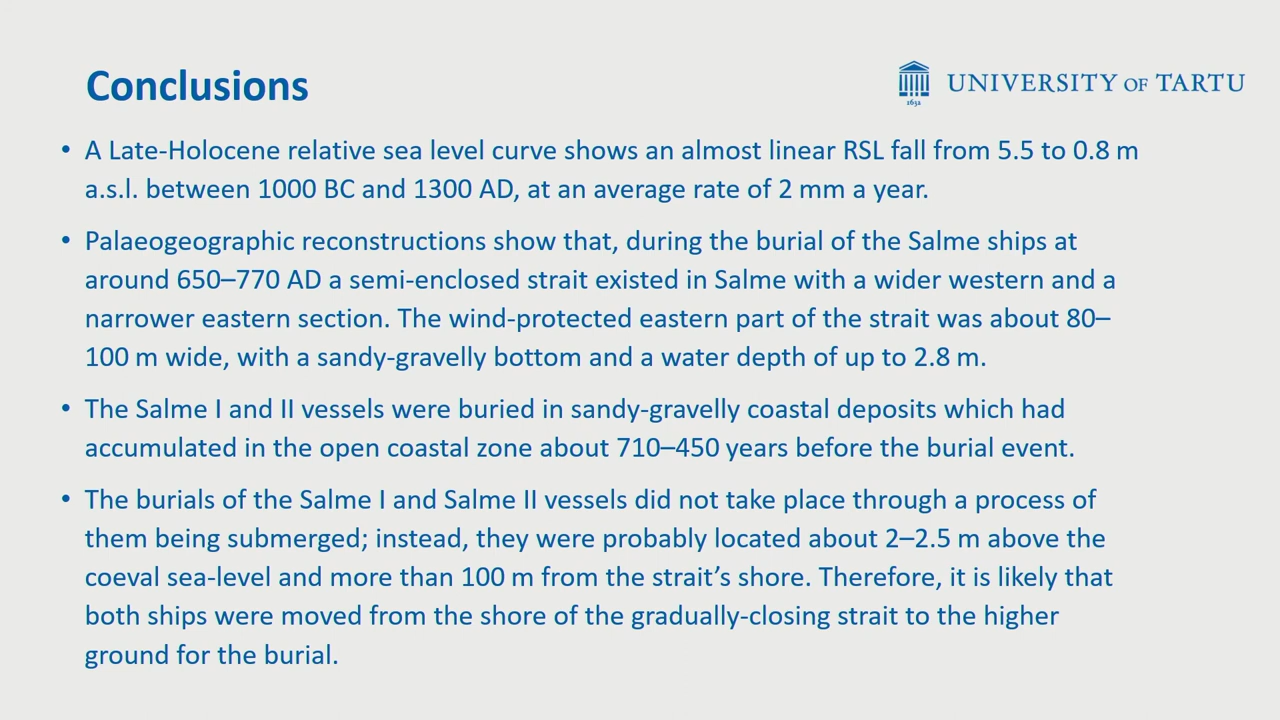 Conclusions
1632
UNIVERSITY OF TARTU
• A Late-Holocene relative sea level curve shows an almost linear RSL fall from 5.5 to 0.8 m
a.s.l. between 1000 BC and 1300 AD, at an average rate of 2 mm a year.
• Palaeogeographic reconstructions show that, during the burial of the Salme ships at
around 650–770 AD a semi-enclosed strait existed in Salme with a wider western and a
narrower eastern section. The wind-protected eastern part of the strait was about 80–
100 m wide, with a sandy-gravelly bottom and a water depth of up to 2.8 m.
• The Salme I and II vessels were buried in sandy-gravelly coastal deposits which had
accumulated in the open coastal zone about 710–450 years before the burial event.
• The burials of the Salme I and Salme II vessels did not take place through a process of
them being submerged; instead, they were probably located about 2–2.5 m above the
coeval sea-level and more than 100 m from the strait’s shore. Therefore, it is likely that
both ships were moved from the shore of the gradually-closing strait to the higher
ground for the burial.